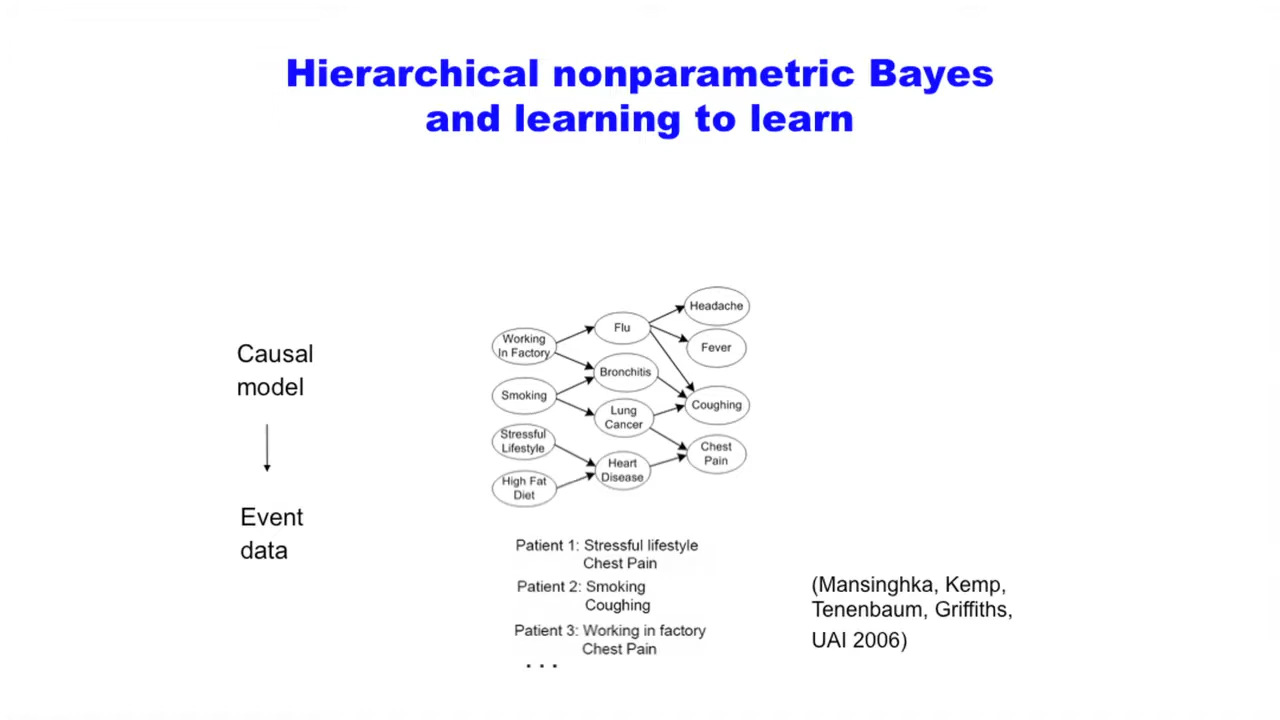 Hierarchical nonparametric Bayes
and learning to learn
Causal
model
Event
data
Working
In Factory
Smoking
Stressful
Lifestyle
High Fat
Diet
Flu
Bronchitis
Lung
Cancer
Heart
Disease
Headache
Fever
Coughing
Chest
Pain
Patient 1: Stressful lifestyle
Chest Pain
Patient 2: Smoking
Coughing
Patient 3: Working in factory
Chest Pain
. . .
(Mansinghka, Kemp,
Tenenbaum, Griffiths,
UAI 2006)